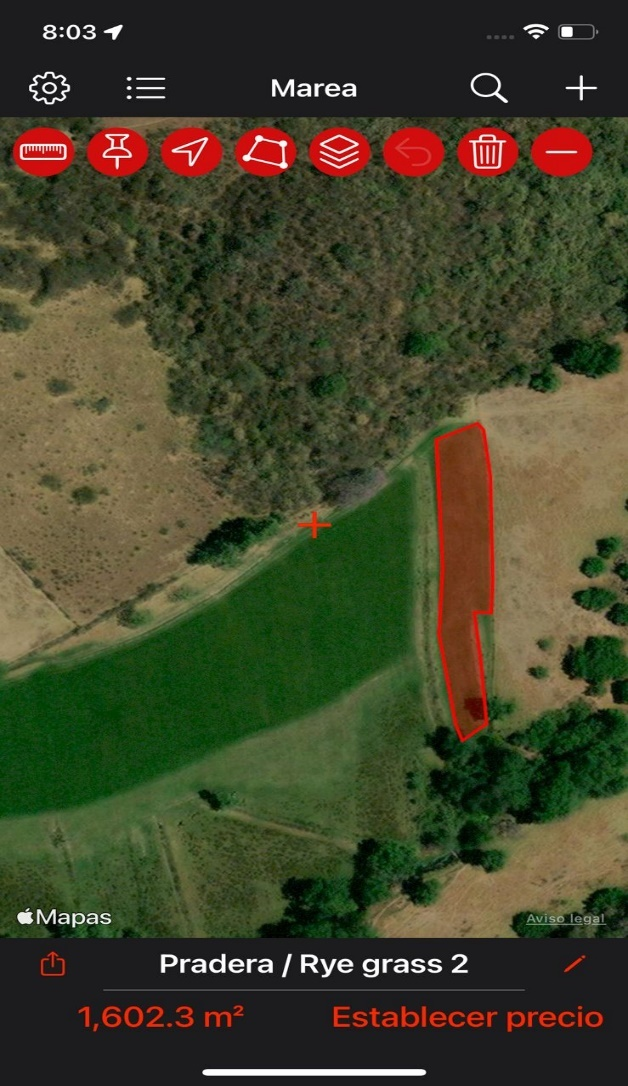 8:03
Marea
Mapas
Aviso legal
Pradera / Rye grass 2
1,602.3 m²
Establecer precio